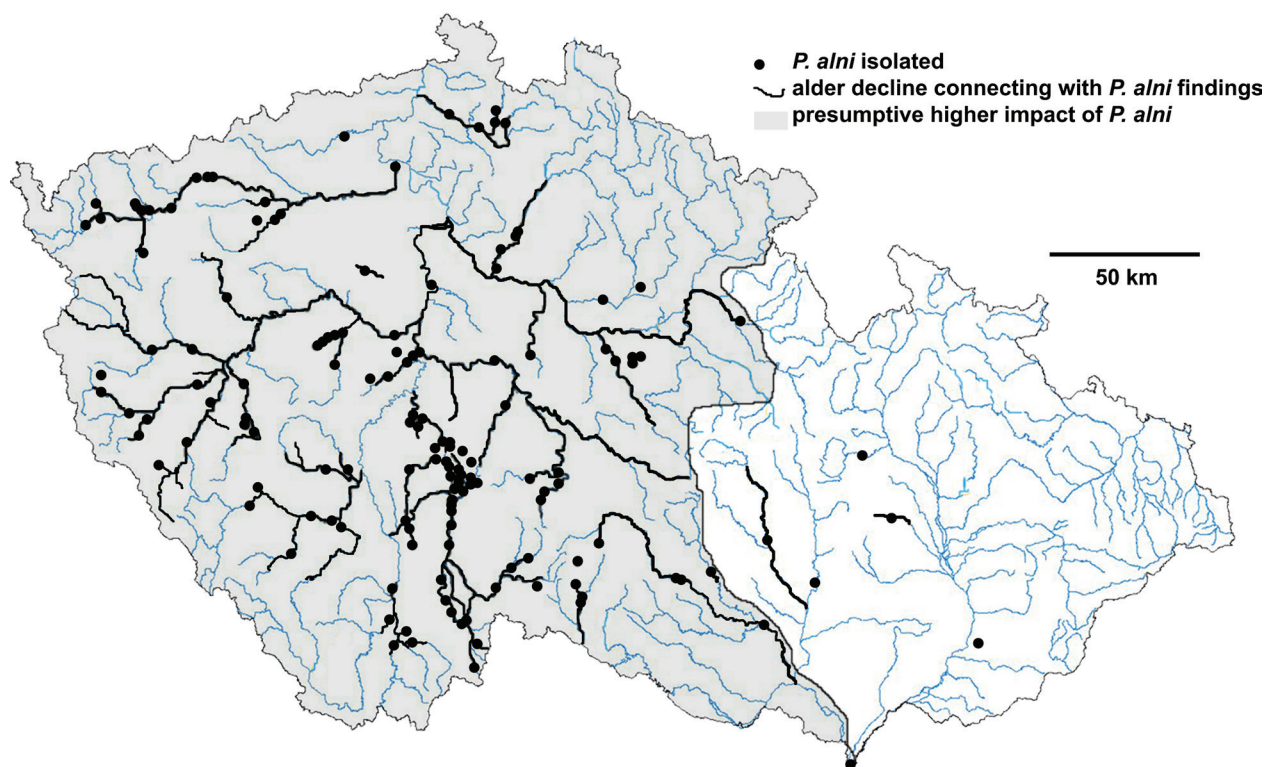 P. alni isolated
alder decline connecting with P. alni findings
presumptive higher impact of P. alni
50 km